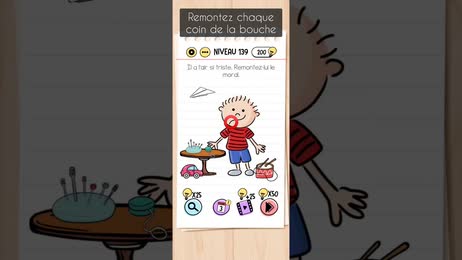 Remontez chaque
coin de la bouche
NIVEAU 139
200
Il a l'air si triste. Remontez-lui le
moral.
X25
+25
X50